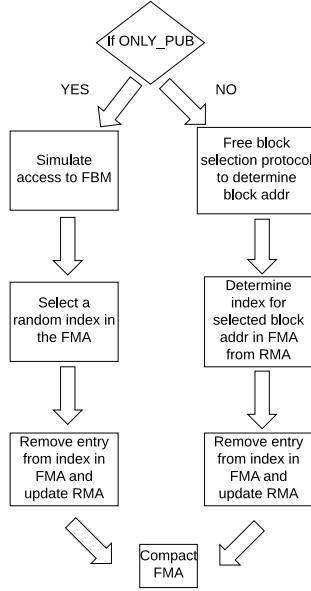 If ONLY_PUB
YES
NO
Simulate
access to FBM
Free block
selection protocol
to determine
block addr
Select a
random index in
the FMA
Determine
index for
selected block
addr in FMA
from RMA
Remove entry
from index in
FMA and
update RMA
Remove entry
from index in
FMA and
update RMA
Compact
FMA